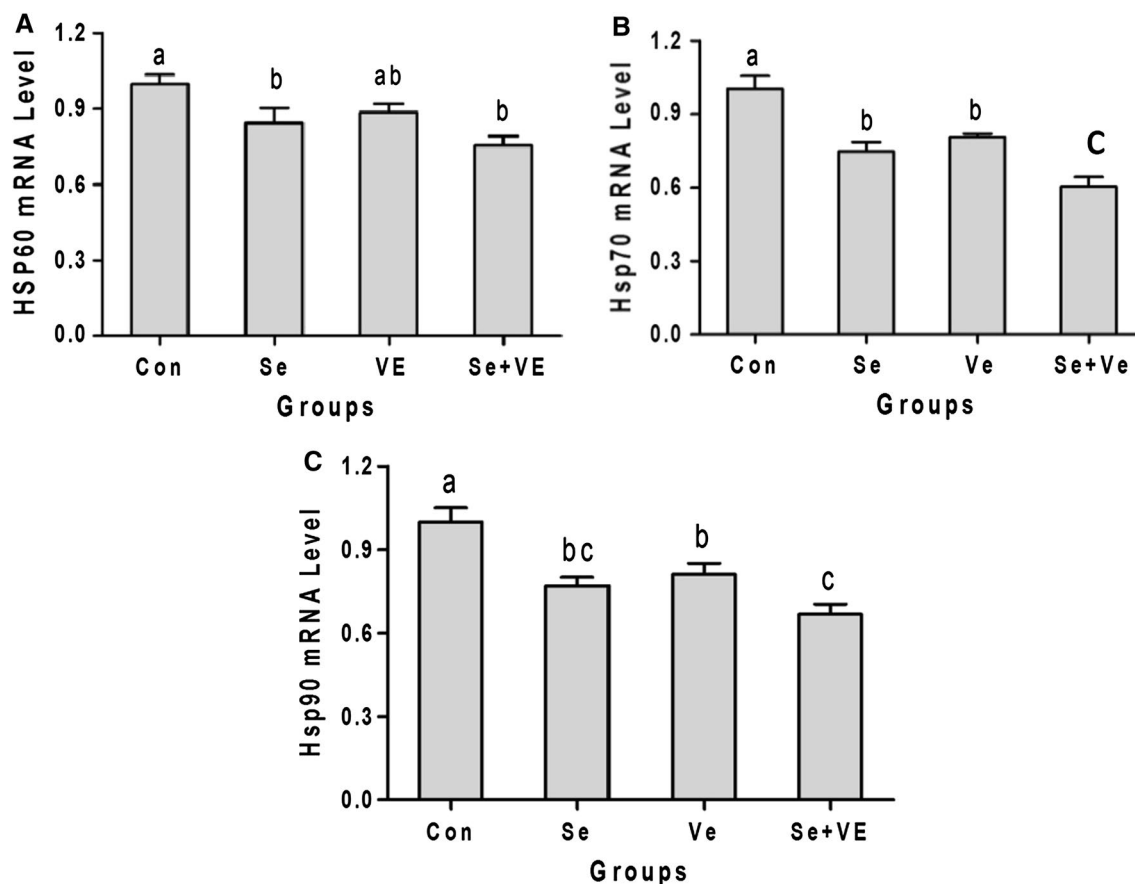 A
HSP60 mRNA Level
1.2
0.9
0.6
0.3
0.0
a
b
ab
b
Con Se VE Se+VE
Groups
B
Hsp70 mRNA Level
1.2
0.9
0.6
0.3
0.0
a
b
b
C
Con Se Ve Se+Ve
Groups
C
Hsp90 mRNA Level
1.2
0.9
0.6
0.3
0.0
a
bc
b
c
Con Se Ve Se+VE
Groups